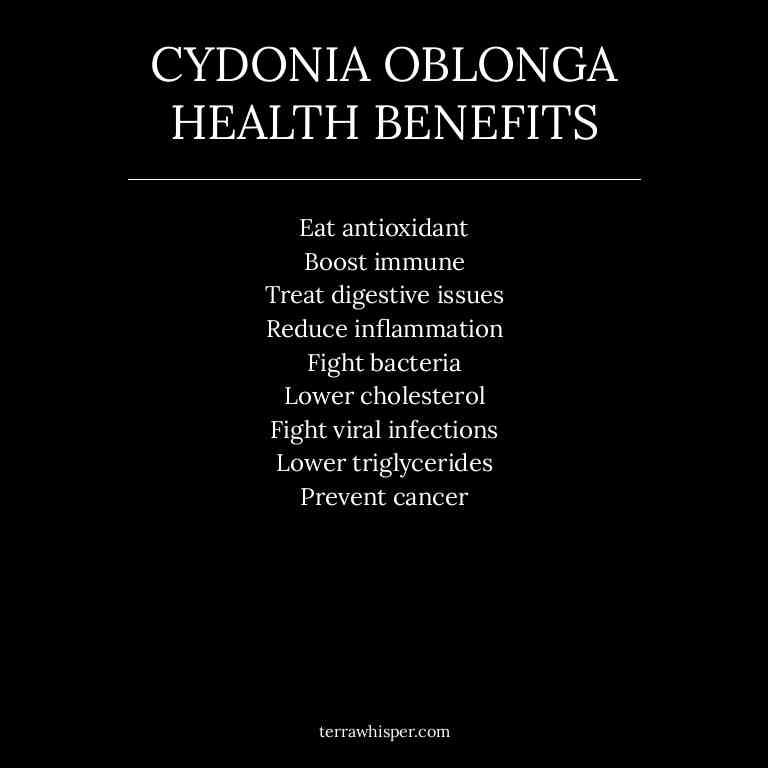 CYDONIA OBLONGA
HEALTH BENEFITS
Eat antioxidant
Boost immune
Treat digestive issues
Reduce inflammation
Fight bacteria
Lower cholesterol
Fight viral infections
Lower triglycerides
Prevent cancer
terrawhisper.com